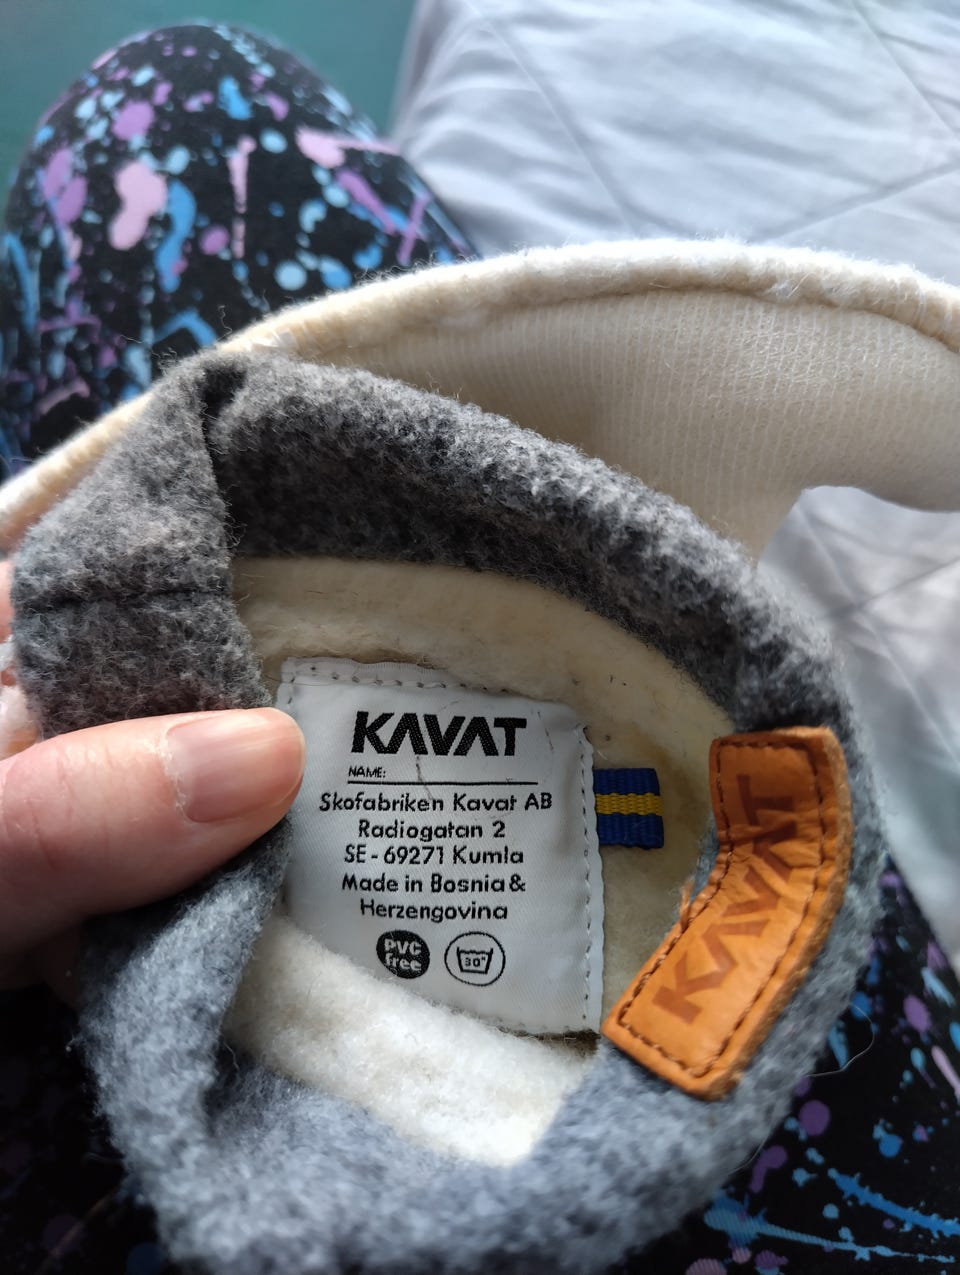 KAVAT
NAME:
Skofabriken Kavat AB
Radiogatan 2
SE - 69271 Kumla
Made in Bosnia &
Herzengovina
PVC
free
30°
KAVAT